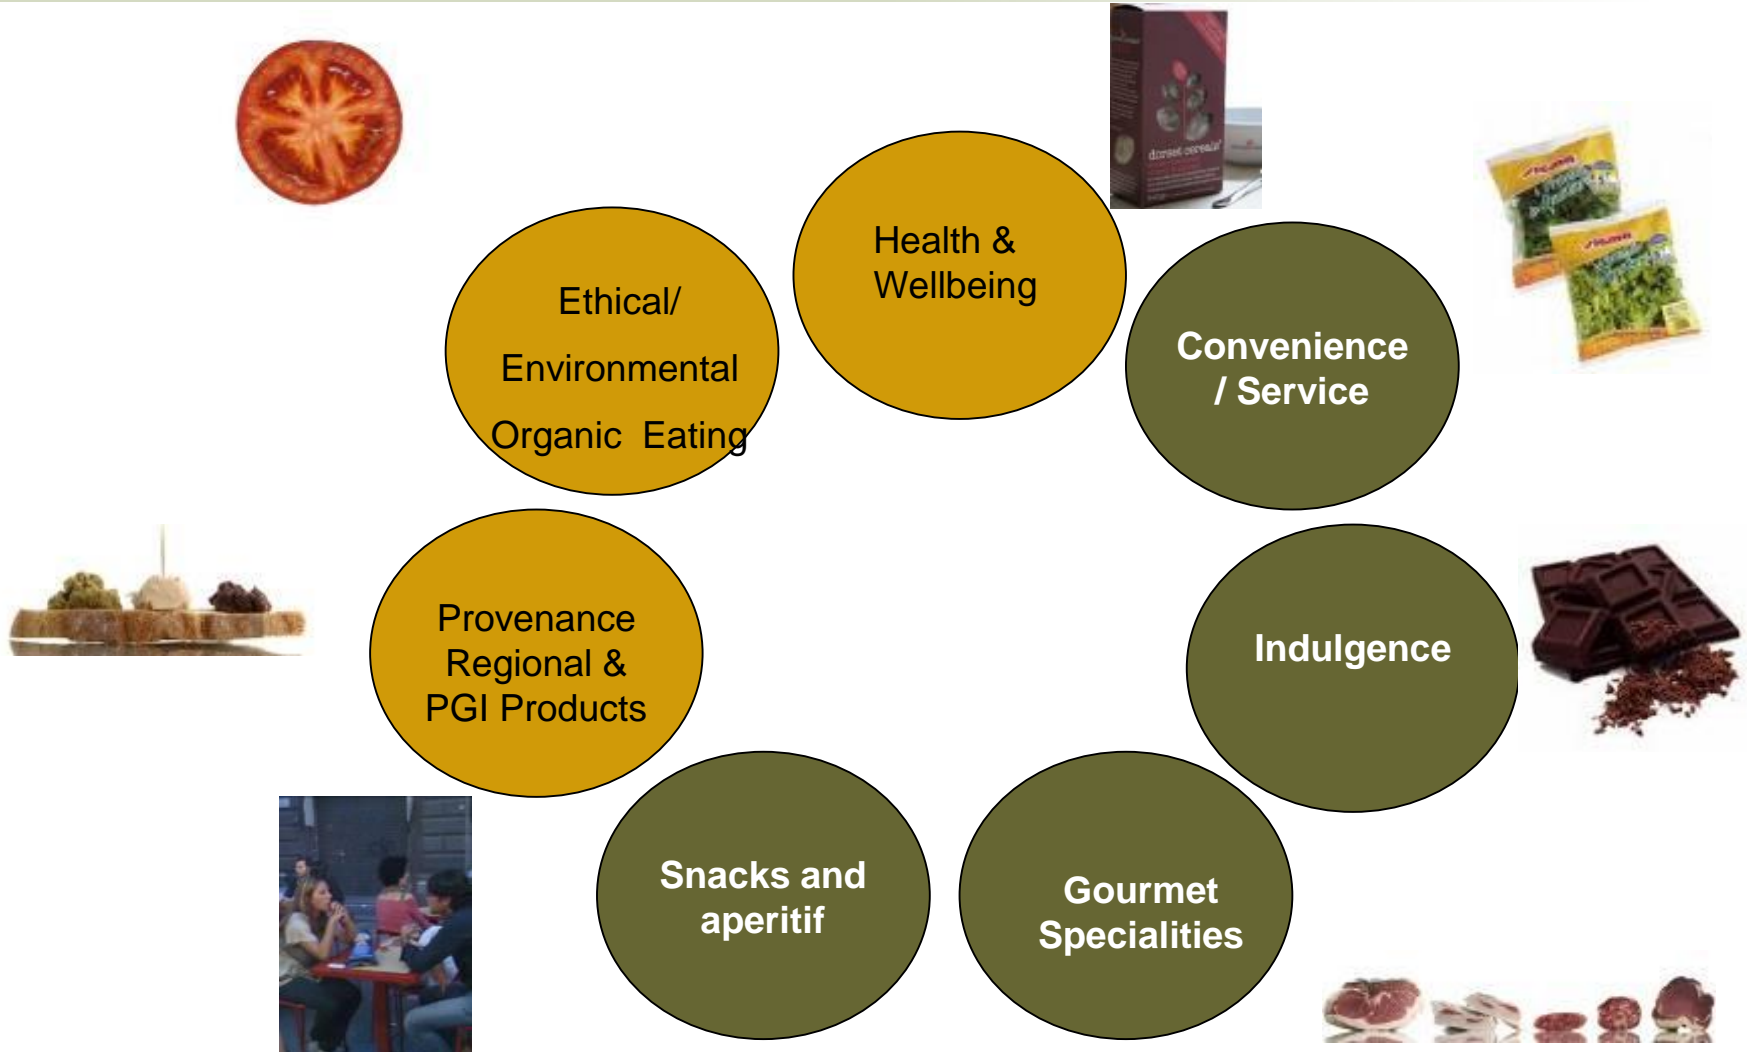 dorset cereals
Health &
Wellbeing
Ethical/
Environmental
Organic Eating
Convenience
/ Service
Provenance
Regional &
PGI Products
Indulgence
Snacks and
aperitif
Gourmet
Specialities